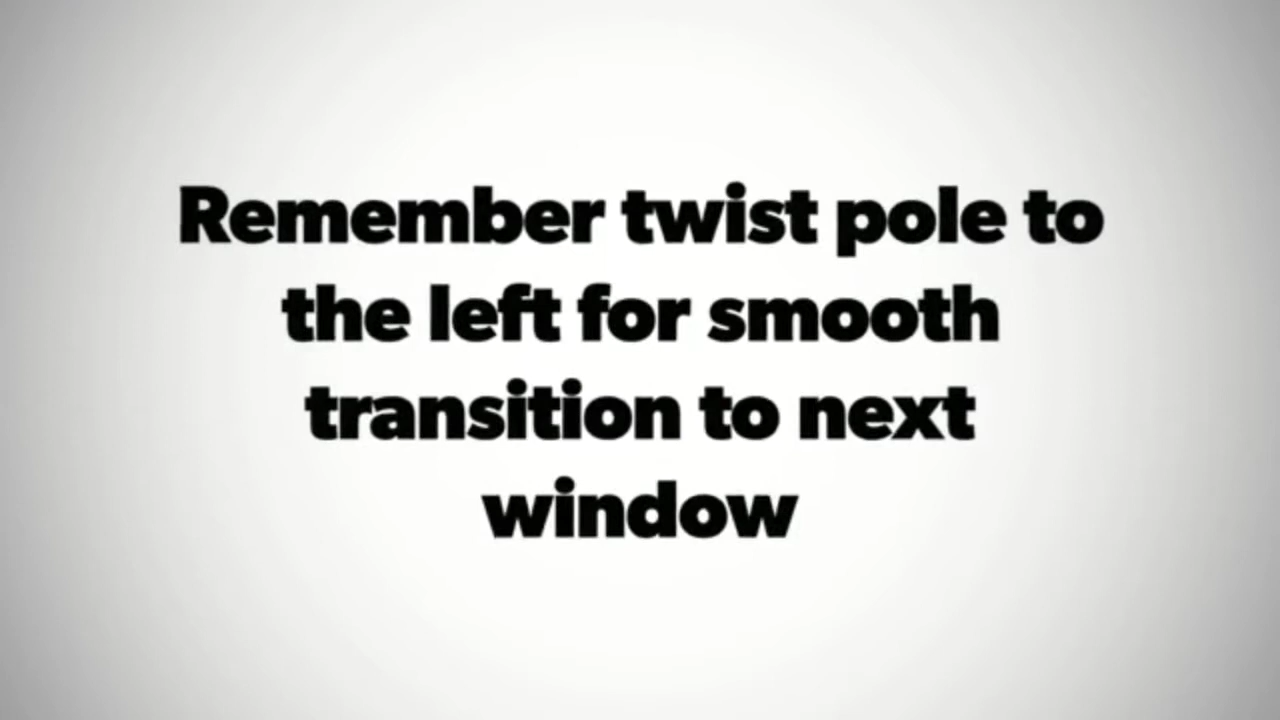 Remember twist pole to
the left for smooth
transition to next
window